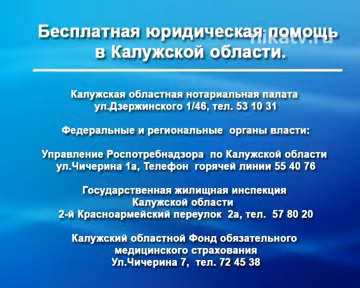 Бесплатная юридическая помощь
в Калужской области.
nikatv.ru
Калужская областная нотариальная палата
ул.Дзержинского 1/46, тел. 53 10 31
Федеральные и региональные органы власти:
Управление Роспотребнадзора по Калужской области
ул.Чичерина 1а, Телефон горячей линии 55 40 76
Государственная жилищная инспекция
Калужской области
2-й Красноармейский переулок 2а, тел. 57 80 20
Калужский областной Фонд обязательного
медицинского страхования
Ул.Чичерина 7, тел. 72 45 38